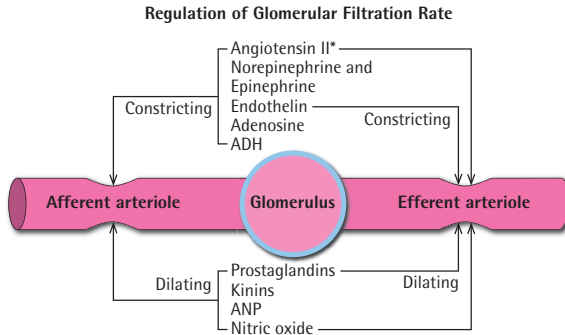 Regulation of Glomerular Filtration Rate
Angiotensin II*
Norepinephrine and
Epinephrine
Constricting
Endothelin
Constricting
Adenosine
ADH
Afferent arteriole
Glomerulus
Efferent arteriole
Prostaglandins
Dilating
Dilating
Kinins
ANP
Nitric oxide